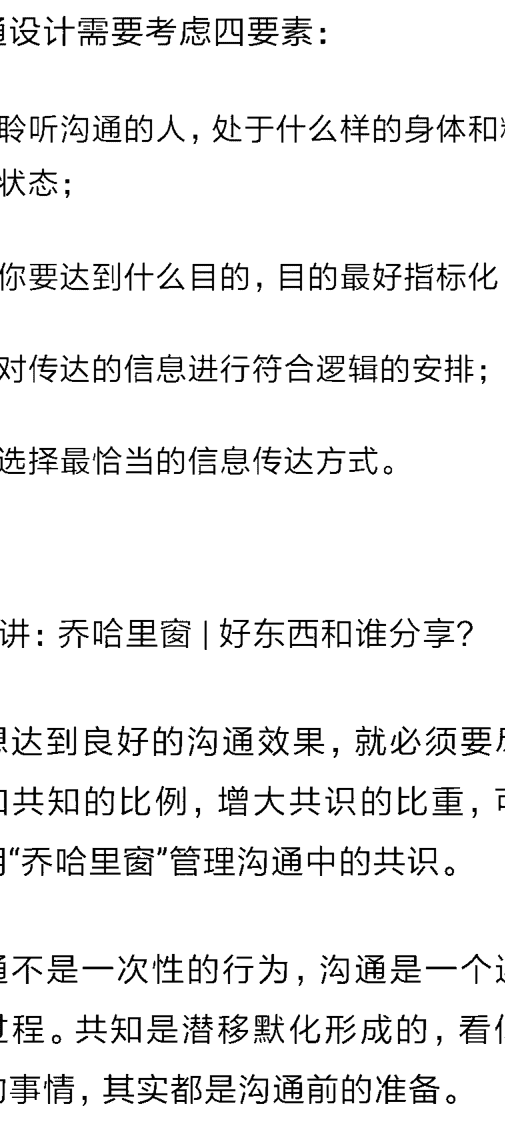 通设计需要考虑四要素：
聆听沟通的人，处于什么样的身体和
状态；
你要达到什么目的，目的最好指标化
对传达的信息进行符合逻辑的安排；
选择最恰当的信息传达方式。
讲：乔哈里窗 | 好东西和谁分享?
想达到良好的沟通效果，就必须要
共知的比例，增大共识的比重，可
用“乔哈里窗”管理沟通中的共识。
通不是一次性的行为，沟通是一个
过程。共知是潜移默化形成的，看似
的事情，其实都是沟通前的准备。